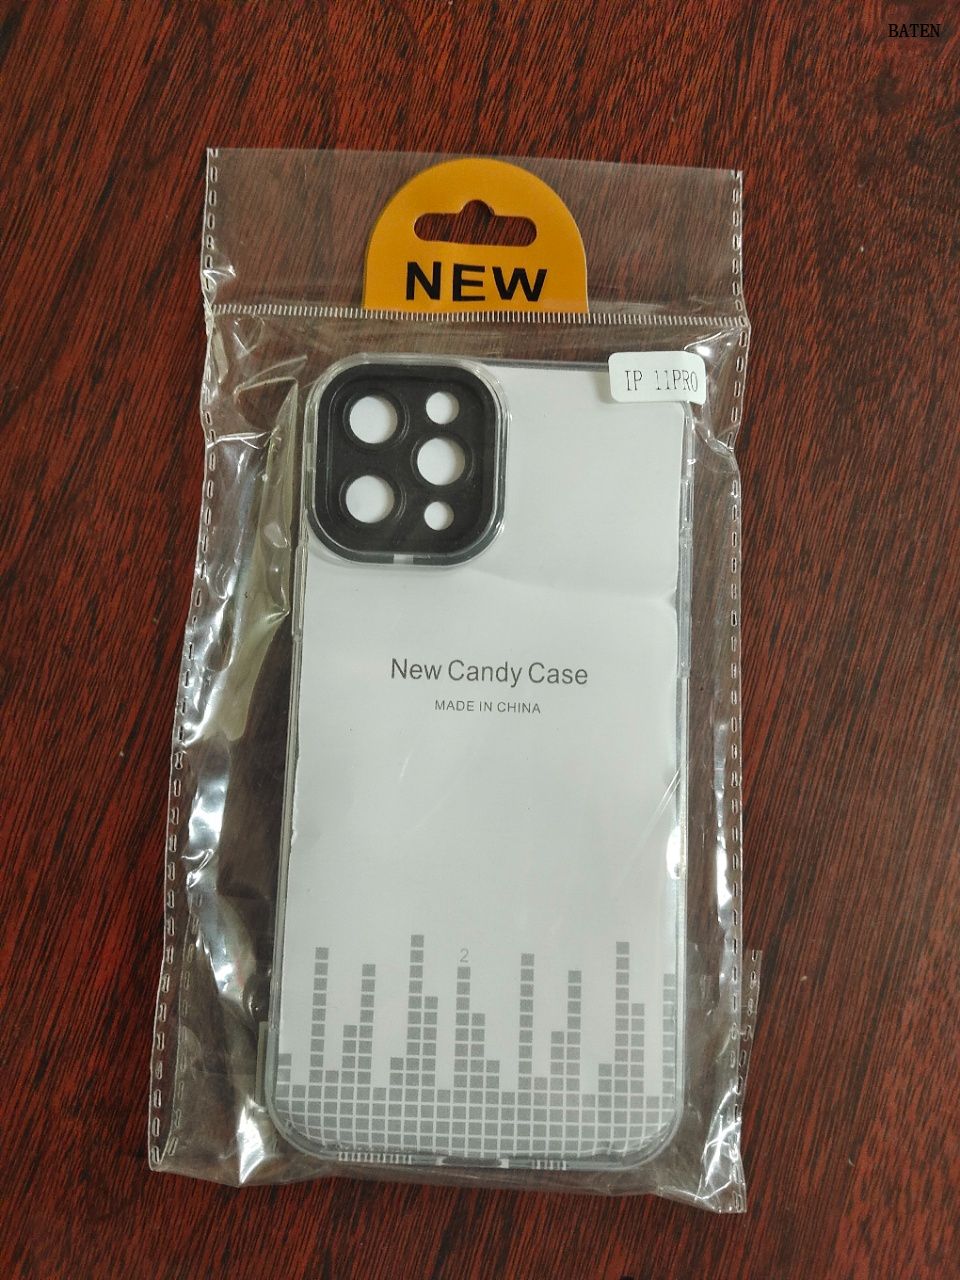 BATEN
NEW
IP 11PRO
New Candy Case
MADE IN CHINA
2